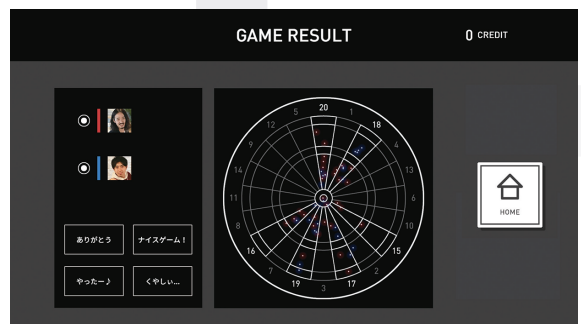 GAME RESULT
0 CREDIT
20
5 1
12 18
9 4
14 13
11 6
8 10
16 15
7 2
19 17
3
ありがとう ナイスゲーム!
やったー♪ くやしぃ…
HOME